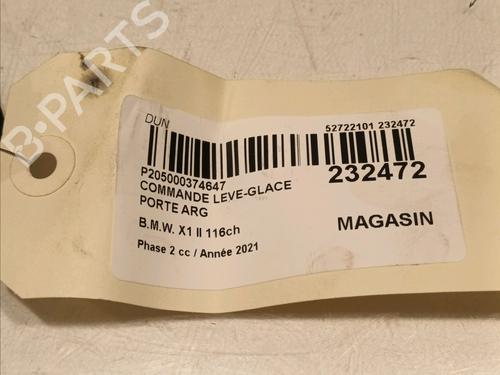 B-PARTS
DUN
52722101 232472
P205000374647
232472
COMMANDE LEVE-GLACE
PORTE ARG
B.M.W. X1 II 116ch
MAGASIN
Phase 2 cc / Année 2021